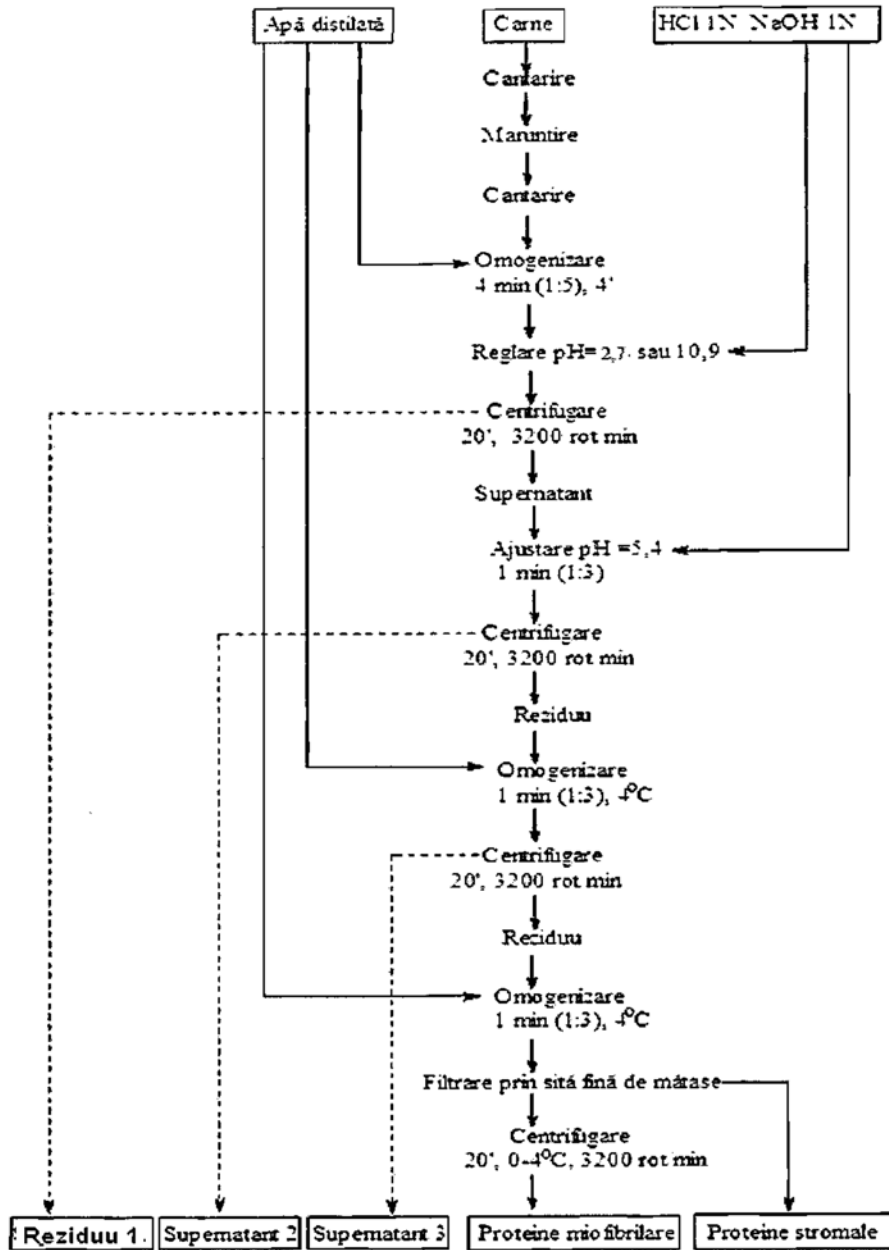 Apă distilată
Carne
HCl 1N NaOH 1N
Cantarire
Maruntire
Cantarire
Omogenizare
4 min (1:5), 4'
Reglare pH= 2,7. sau 10,9
Centrifugare
20', 3200 rot min
Supernatant
Ajustare pH =5,4
1 min (1:3)
Centrifugare
20', 3200 rot min
Reziduu
Omogenizare
1 min (1:3), 4°C
Centrifugare
20', 3200 rot min
Reziduu
Omogenizare
1 min (1:3), 4°C
Filtrare prin sită fină de mătase
Centrifugare
20', 0-4°C, 3200 rot min
Reziduu 1.
Supernatant 2
Supernatant 3
Proteine miofibrilare
Proteine stromale